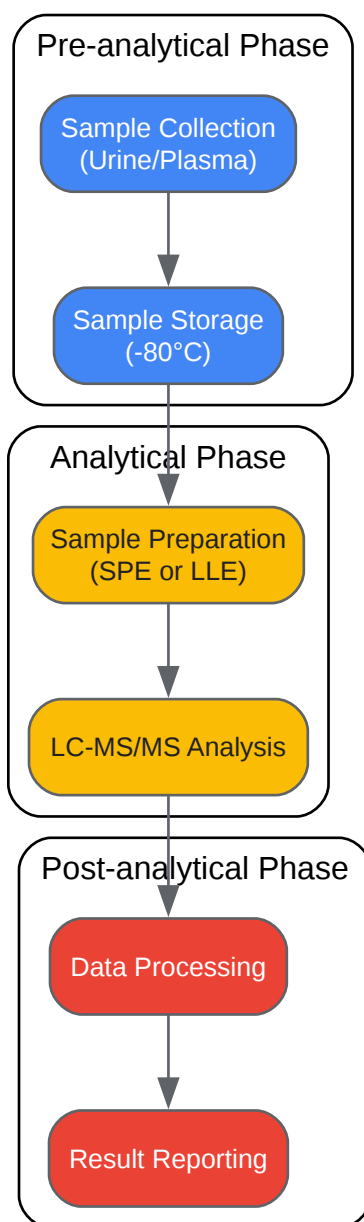 Pre-analytical Phase
Sample Collection
(Urine/Plasma)
Sample Storage
(-80°C)
Analytical Phase
Sample Preparation
(SPE or LLE)
LC-MS/MS Analysis
Post-analytical Phase
Data Processing
Result Reporting